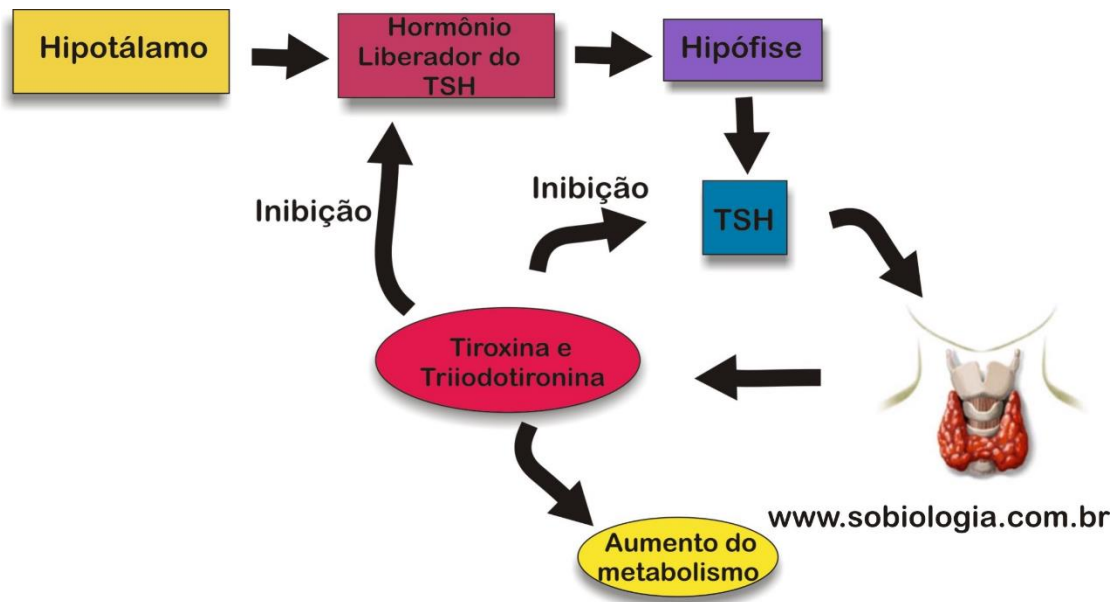 Hipotálamo
Hormônio
Liberador do
TSH
Hipófise
Inibição
Inibição
TSH
Tiroxina e
Triiodotironina
www.sobiologia.com.br
Aumento do
metabolismo